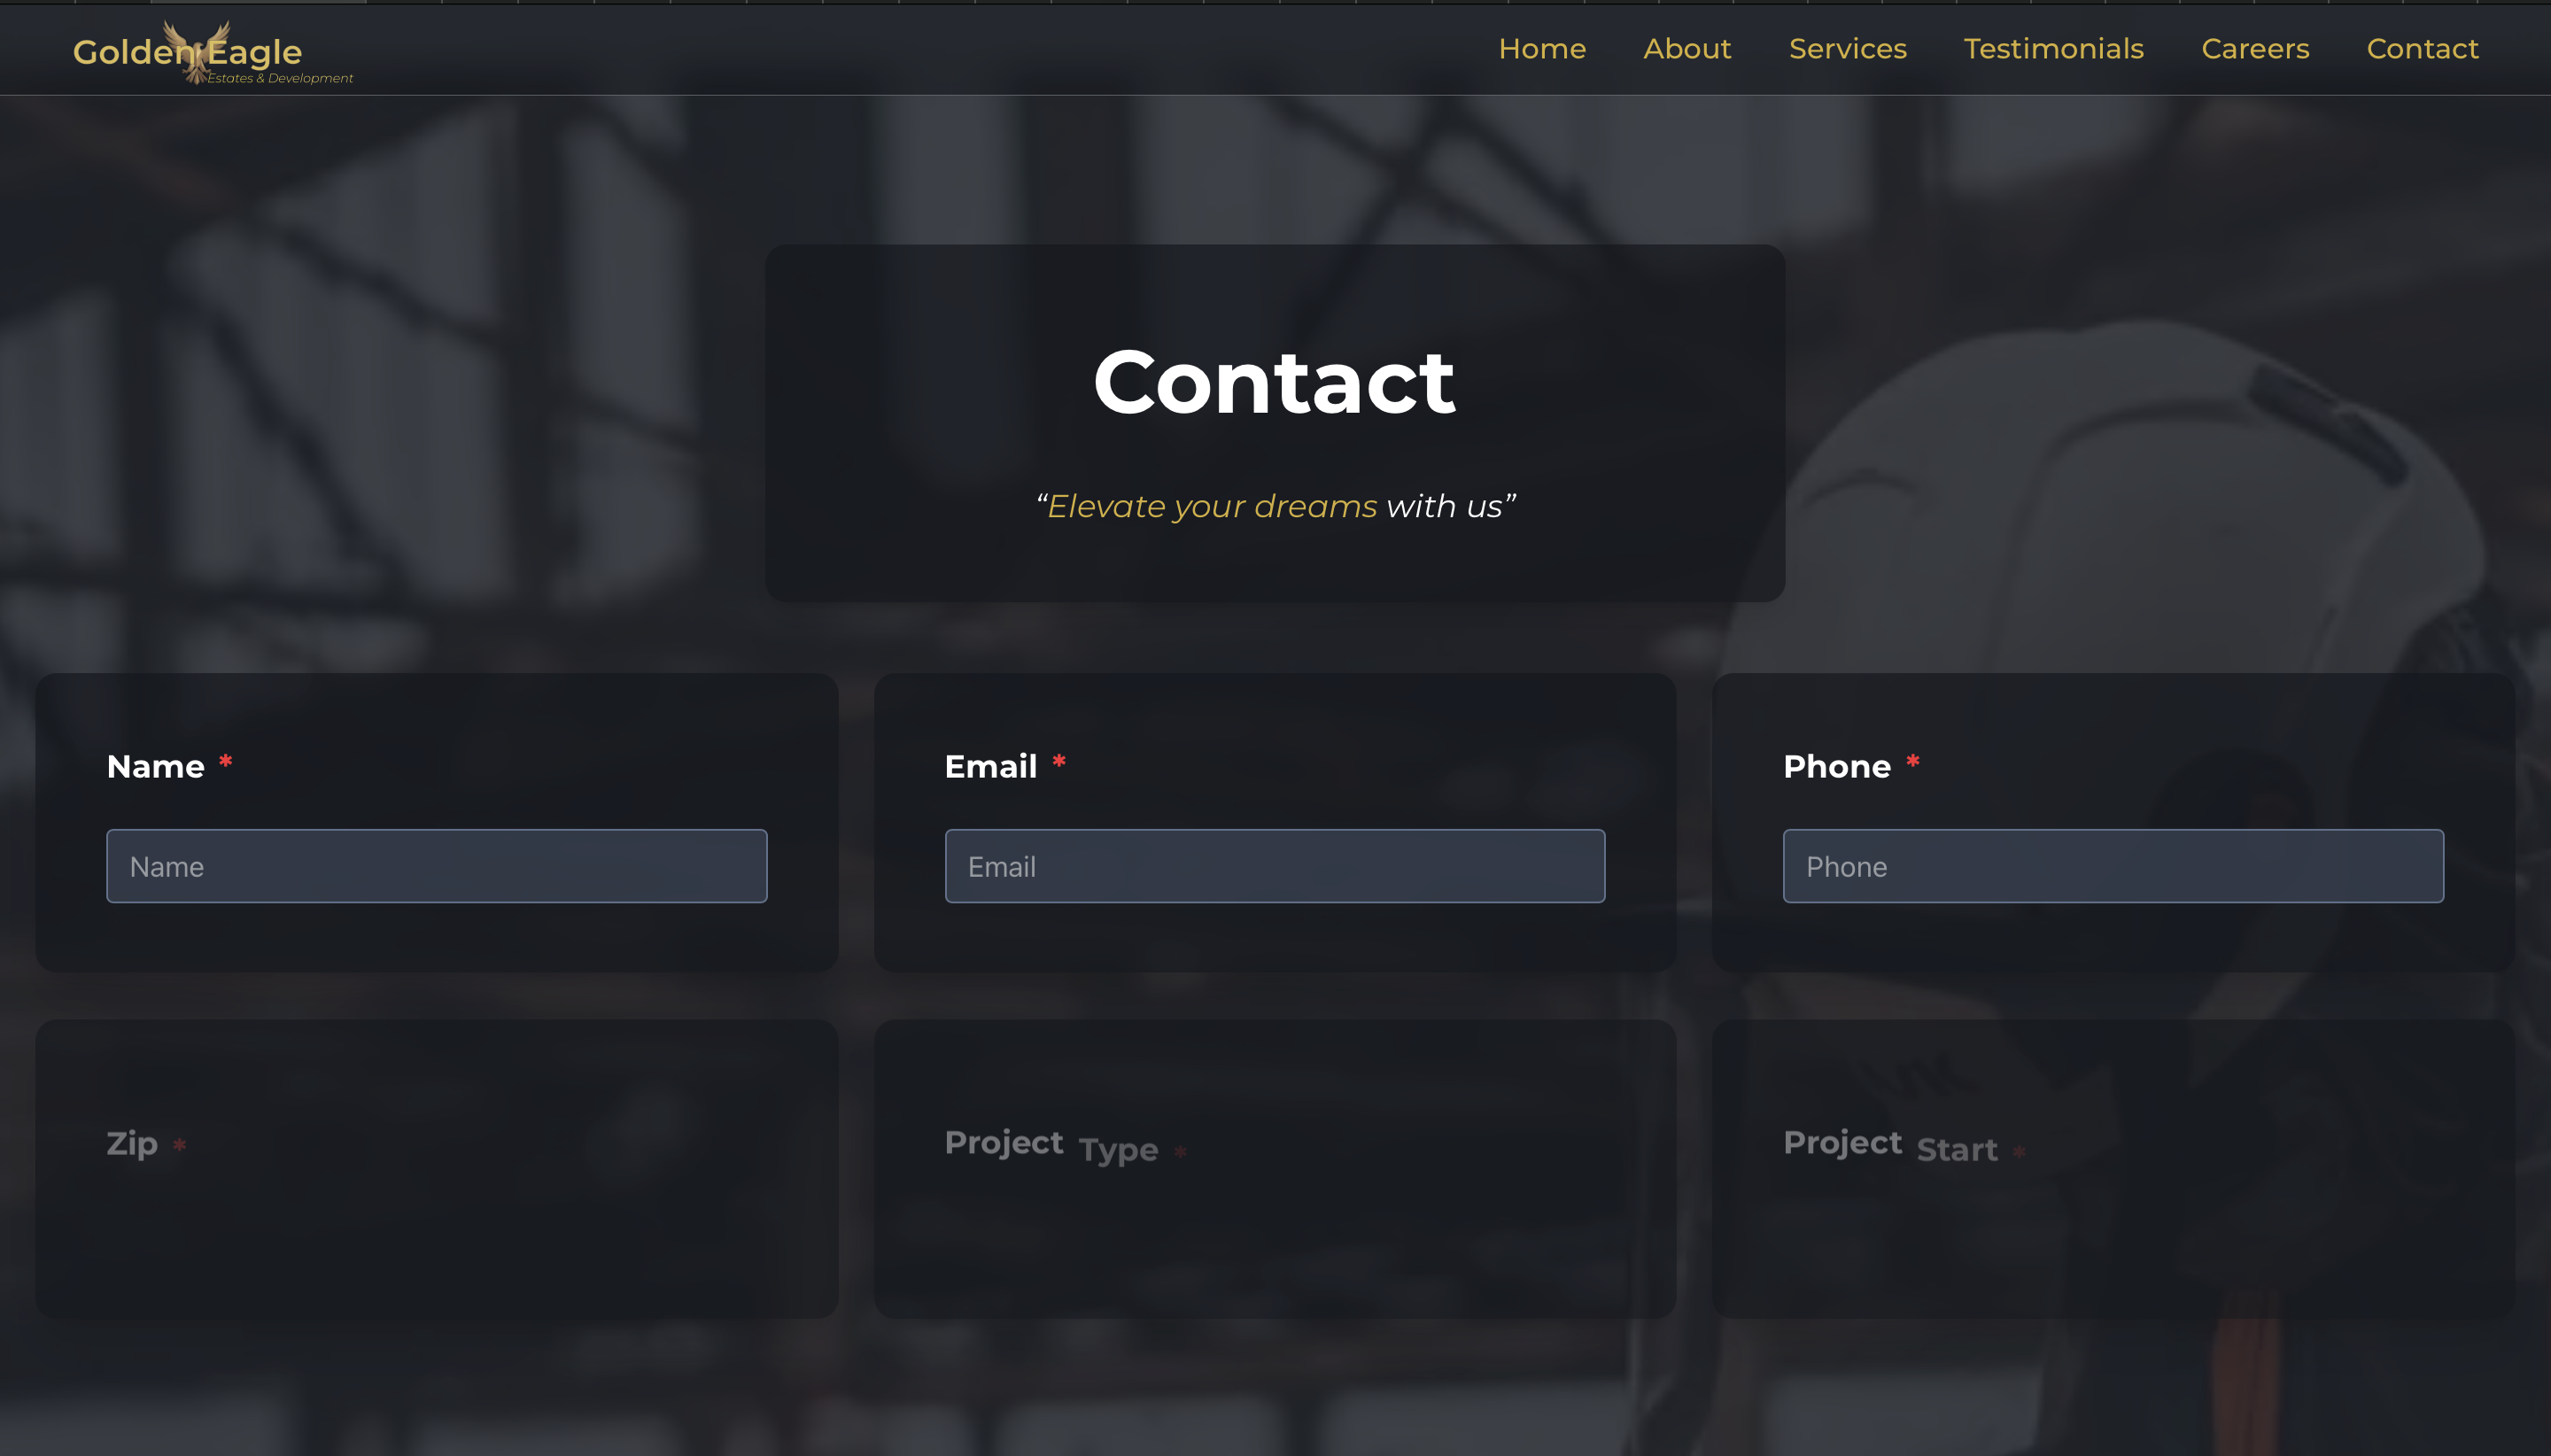 Golden Eagle
Estates & Development
Home About Services Testimonials Careers Contact
Contact
“Elevate your dreams with us”
Name * Email * Phone *
Name Email Phone
Zip * Project Type * Project Start *